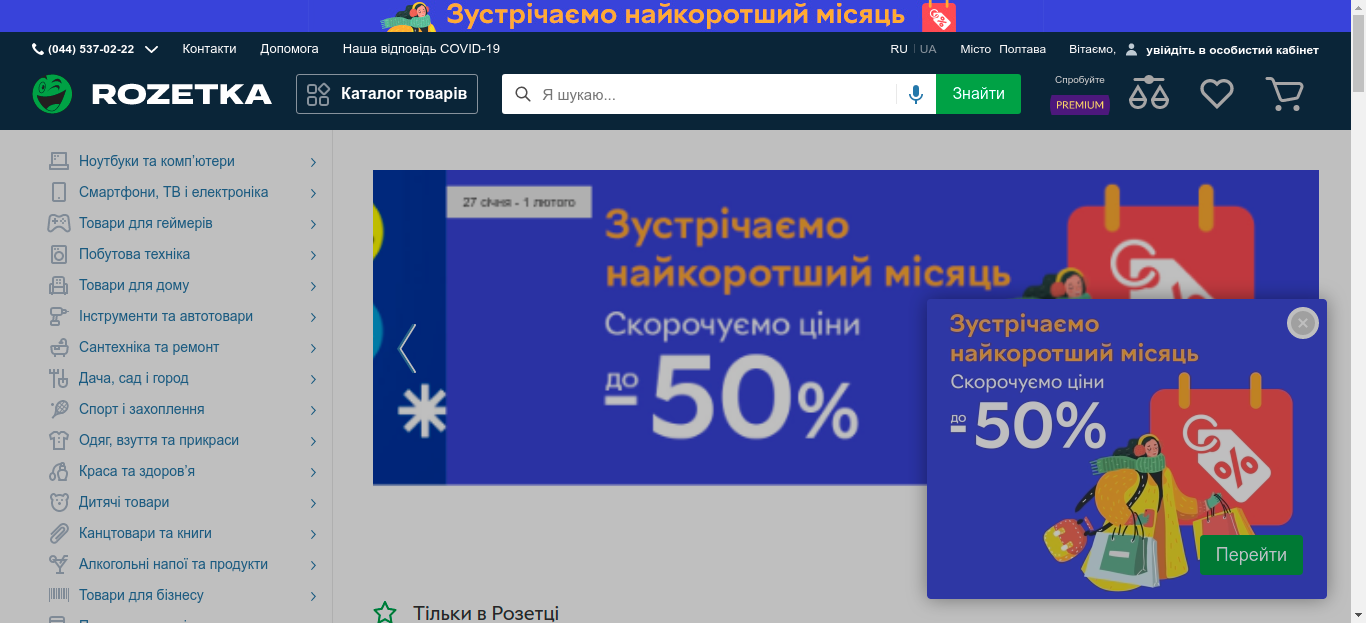 Зустрічаємо найкоротший місяць
(044) 537-02-22 Контакти Допомога Наша відповідь COVID-19 RU UA Місто Полтава Вітаємо, увійдіть в особистий кабінет
ROZETKA Каталог товарів Я шукаю... Знайти Спробуйте
PREMIUM
Ноутбуки та комп'ютери
Смартфони, ТВ і електроніка
Товари для геймерів
Побутова техніка
Товари для дому
Інструменти та автотовари
Сантехніка та ремонт
Дача, сад і город
Спорт і захоплення
Одяг, взуття та прикраси
Краса та здоров'я
Дитячі товари
Канцтовари та книги
Алкогольні напої та продукти
Товари для бізнесу
27 січня - 1 лютого
Зустрічаємо
найкоротший місяць
Скорочуємо ціни
до
-50%
Зустрічаємо
найкоротший місяць
Скорочуємо ціни
до
-50%
%
Перейти
Тільки в Розетці